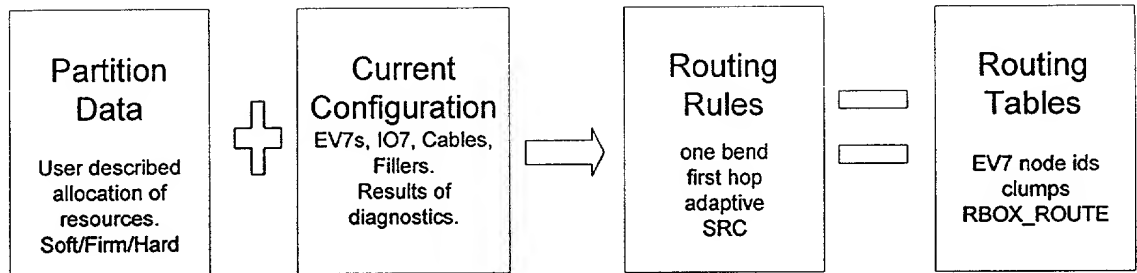 Partition
Data
User described
allocation of
resources.
Soft/Firm/Hard
Current
Configuration
EV7s, IO7, Cables,
Fillers.
Results of
diagnostics.
Routing
Rules
one bend
first hop
adaptive
SRC
Routing
Tables
EV7 node ids
clumps
RBOX_ROUTE